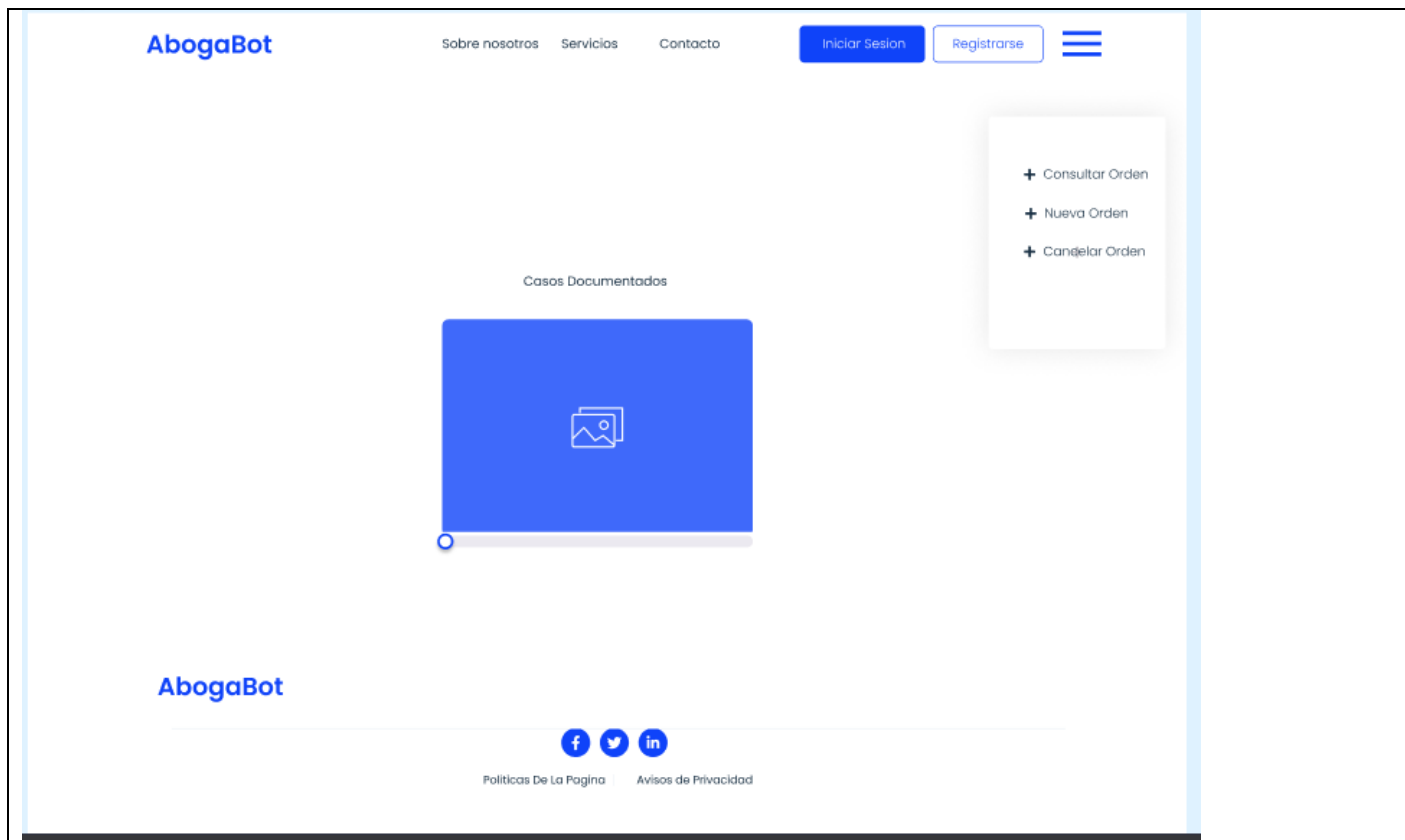 AbogaBot
Sobre nosotros Servicios Contacto Iniciar Sesion Registrarse
Consultar Orden
Nueva Orden
Candelar Orden
Casos Documentados
AbogaBot
Politicas De La Pagina Avisos de Privacidad